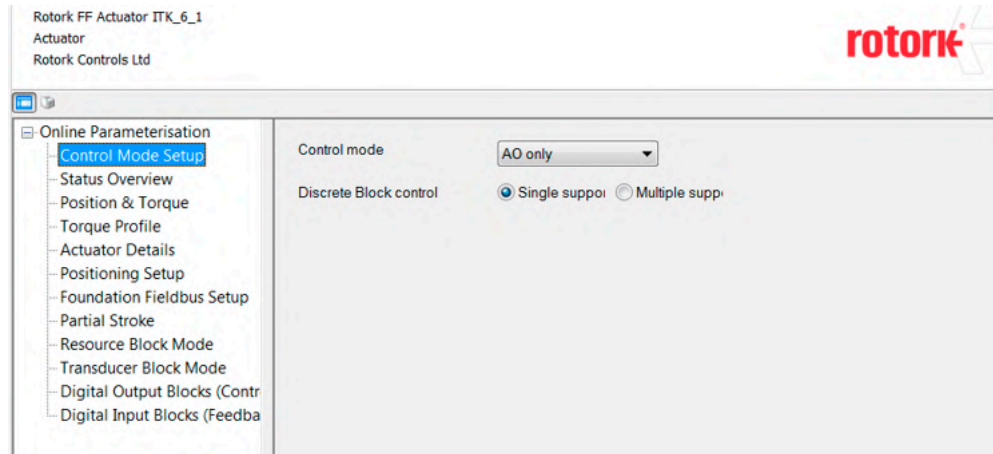 Rotork FF Actuator ITK_6_1
Actuator
Rotork Controls Ltd
rotork
Online Parameterisation
Control Mode Setup
Status Overview
Position & Torque
Torque Profile
Actuator Details
Positioning Setup
Foundation Fieldbus Setup
Partial Stroke
Resource Block Mode
Transducer Block Mode
Digital Output Blocks (Contr
Digital Input Blocks (Feedba
Control mode AO only
Discrete Block control Single suppor Multiple supp